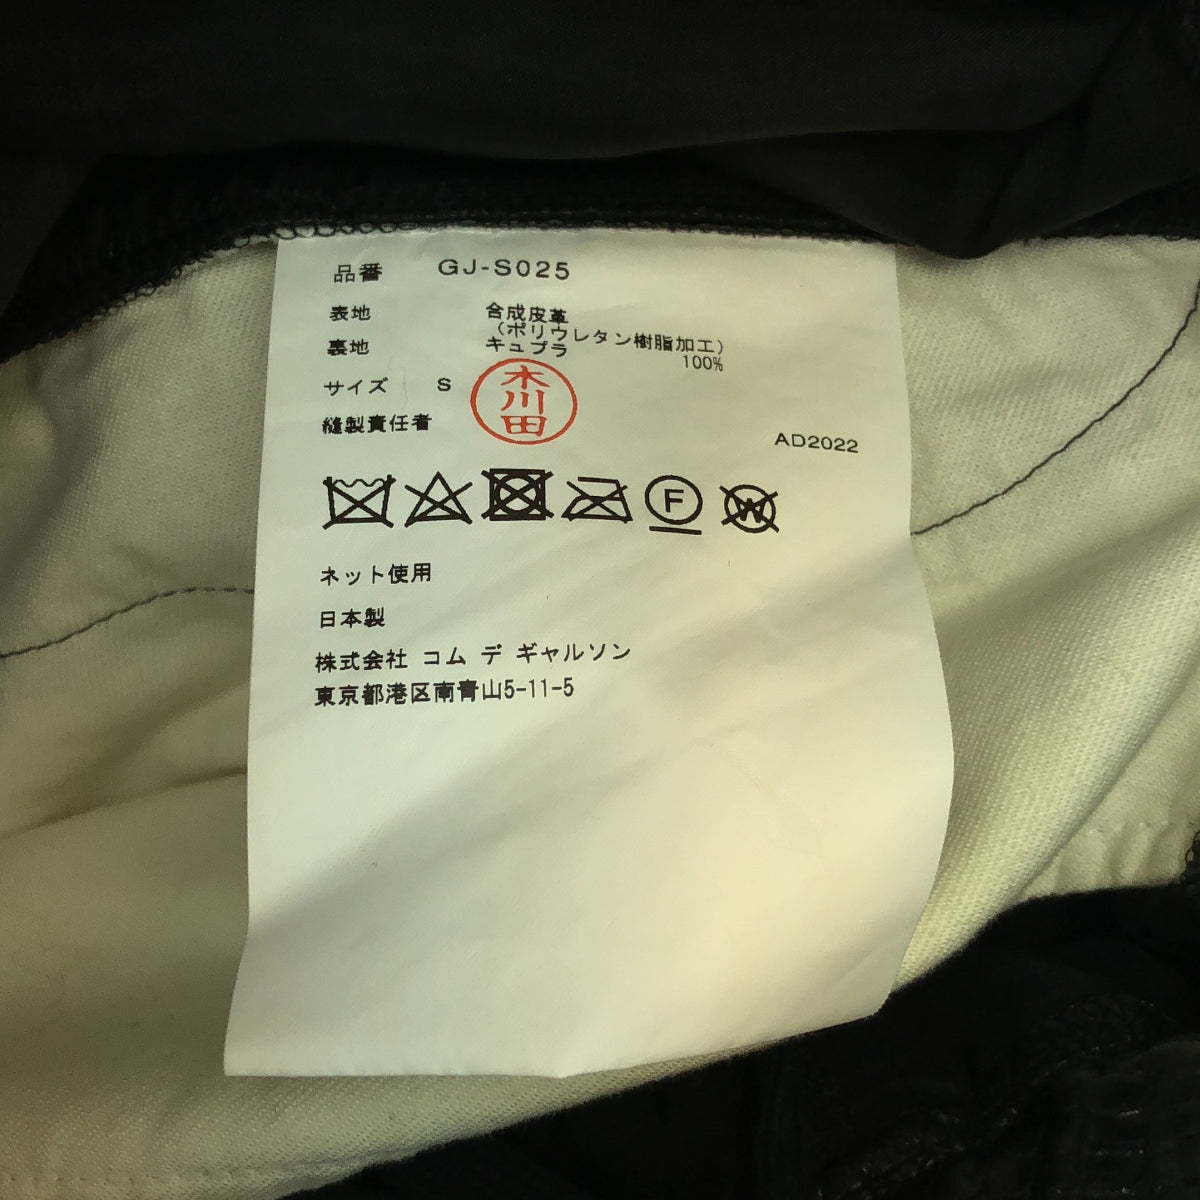 品番 GJ-S025
表地 合成皮革
(ポリウレタン樹脂加工)
裏地 キュプラ
100%
サイズ S
木川田
縫製責任者
AD2022
F
W
ネット使用
日本製
株式会社 コム デ ギャルソン
東京都港区南青山5-11-5